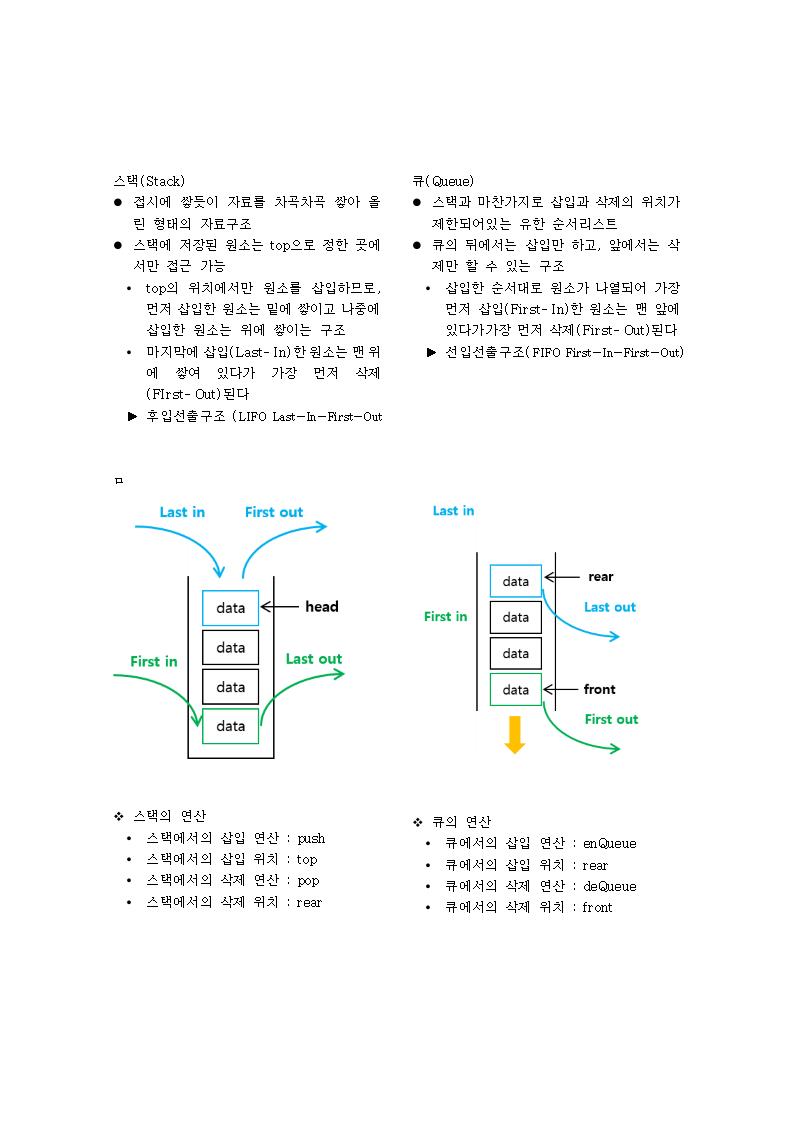 스택(Stack)
● 접시에 쌓듯이 자료를 차곡차곡 쌓아 올
린 형태의 자료구조
● 스택에 저장된 원소는 top으로 정한 곳에
서만 접근 가능
• top의 위치에서만 원소를 삽입하므로,
먼저 삽입한 원소는 밑에 쌓이고 나중에
삽입한 원소는 위에 쌓이는 구조
• 마지막에 삽입(Last-In)한 원소는 맨 위
에 쌓여 있다가 가장 먼저 삭제
(FIrst-Out)된다
▶ 후입선출구조 (LIFO Last-In-First-Out
큐(Queue)
● 스택과 마찬가지로 삽입과 삭제의 위치가
제한되어있는 유한 순서리스트
● 큐의 뒤에서는 삽입만 하고, 앞에서는 삭
제만 할 수 있는 구조
• 삽입한 순서대로 원소가 나열되어 가장
먼저 삽입(First-In)한 원소는 맨 앞에
있다가가장 먼저 삭제(First-Out)된다
▶ 선입선출구조(FIFO First-In-First-Out)
ㅁ
Last in First out
data head
data
First in Last out
data
data
Last in
data rear
Last out
First in data
data
data front
First out
❖ 스택의 연산
• 스택에서의 삽입 연산 : push
• 스택에서의 삽입 위치 : top
• 스택에서의 삭제 연산 : pop
• 스택에서의 삭제 위치 : rear
❖ 큐의 연산
• 큐에서의 삽입 연산 : enQueue
• 큐에서의 삽입 위치 : rear
• 큐에서의 삭제 연산 : deQueue
• 큐에서의 삭제 위치 : front